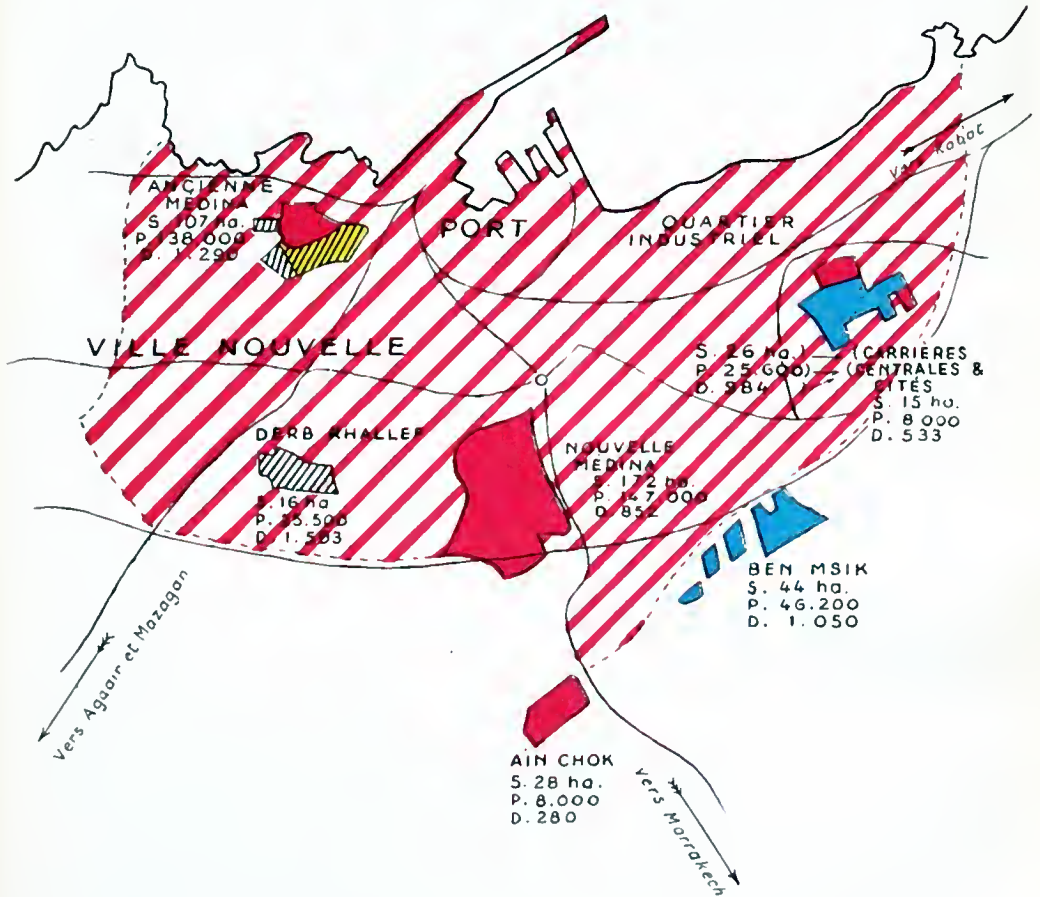 Vers Rabat
ANCIENNE
MEDINA
S. 107 ha.
P. 138.000
D. 1.290
PORT
QUARTIER
INDUSTRIEL
VILLE NOUVELLE
S. 26 ha.) (CARRIÈRES
P. 25.600) (CENTRALES &
D. 984 ) CITÉS
S. 15 ha.
P. 8.000
D. 533
DERB KHALLEF
S. 16 ha
P. 25.500
D. 1.593
NOUVELLE
MEDINA
S. 172 ha.
P. 147.000
D. 852
BEN MSIK
S. 44 ha.
P. 46.200
D. 1.050
Vers Agadir et Mazagan
AIN CHOK
S. 28 ha.
P. 8.000
D. 280
Vers Marrakech